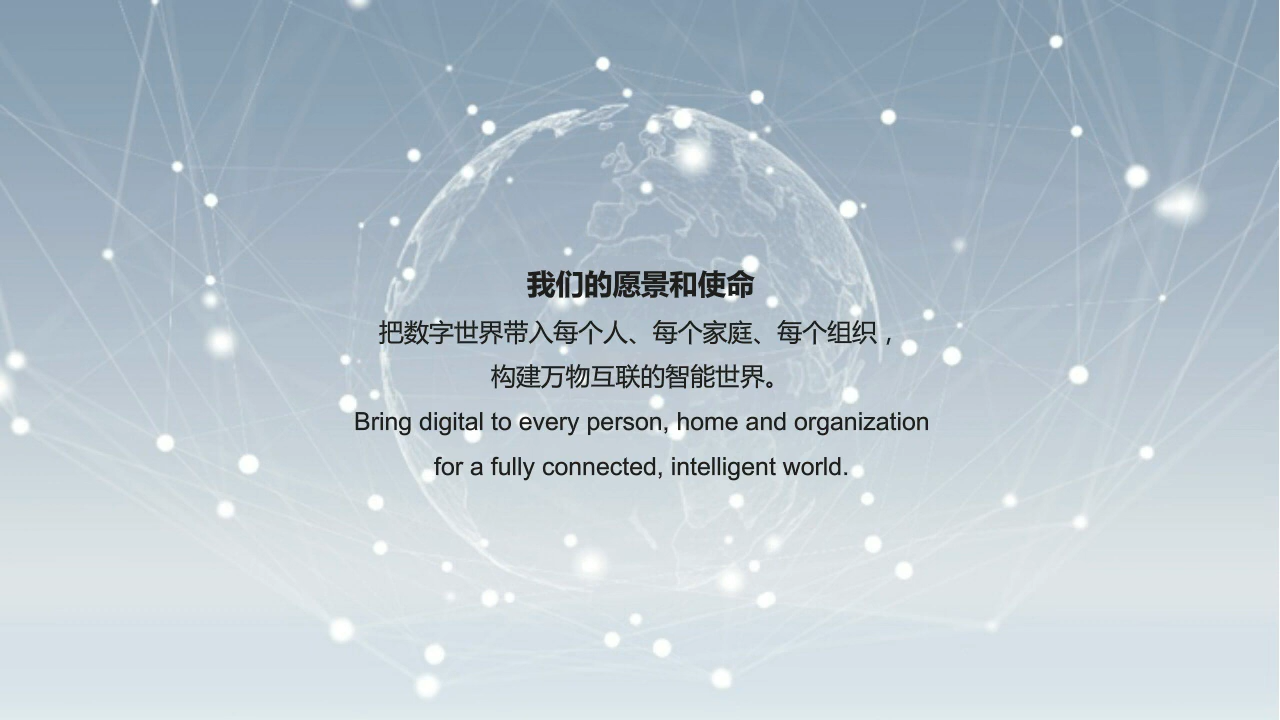 我们的愿景和使命
把数字世界带入每个人、每个家庭、每个组织，
构建万物互联的智能世界。
Bring digital to every person, home and organization
for a fully connected, intelligent world.